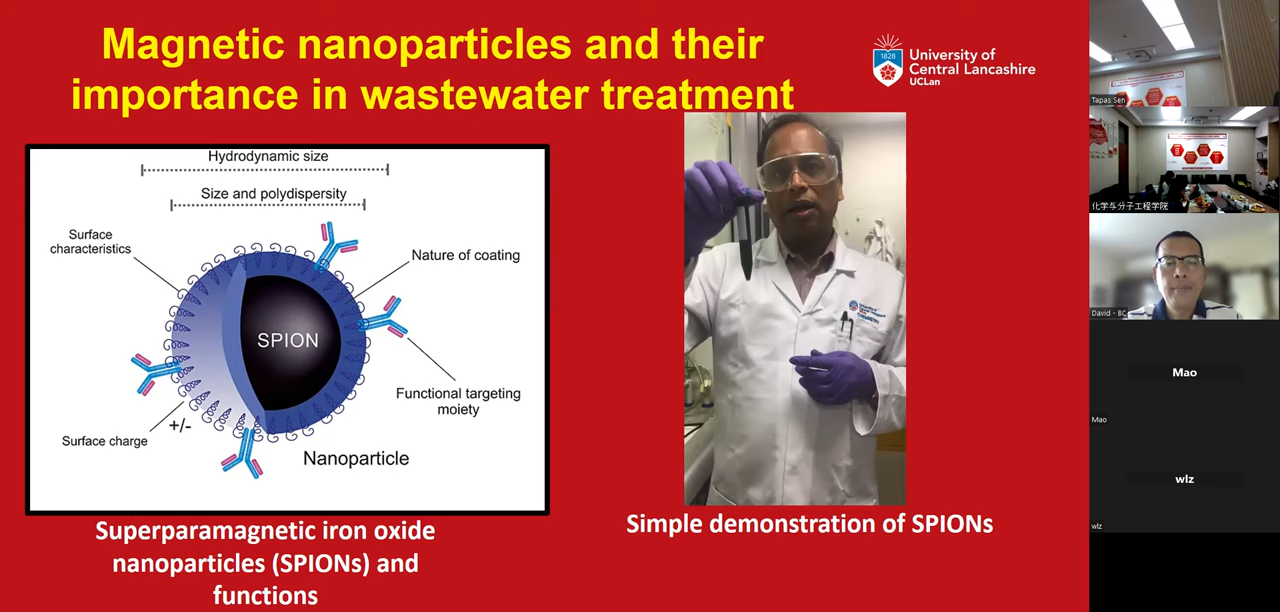 Magnetic nanoparticles and their
importance in wastewater treatment
1828
University of
Central Lancashire
UCLan
Hydrodynamic size
Size and polydispersity
Surface
characteristics
Nature of coating
SPION
Functional targeting
moiety
+/-
Surface charge
Nanoparticle
Superparamagnetic iron oxide
nanoparticles (SPIONs) and
functions
CHEMISTRY
Simple demonstration of SPIONs
Tapas Sen
化学与分子工程学院
David - BC
Mao
Mao
wlz
wlz